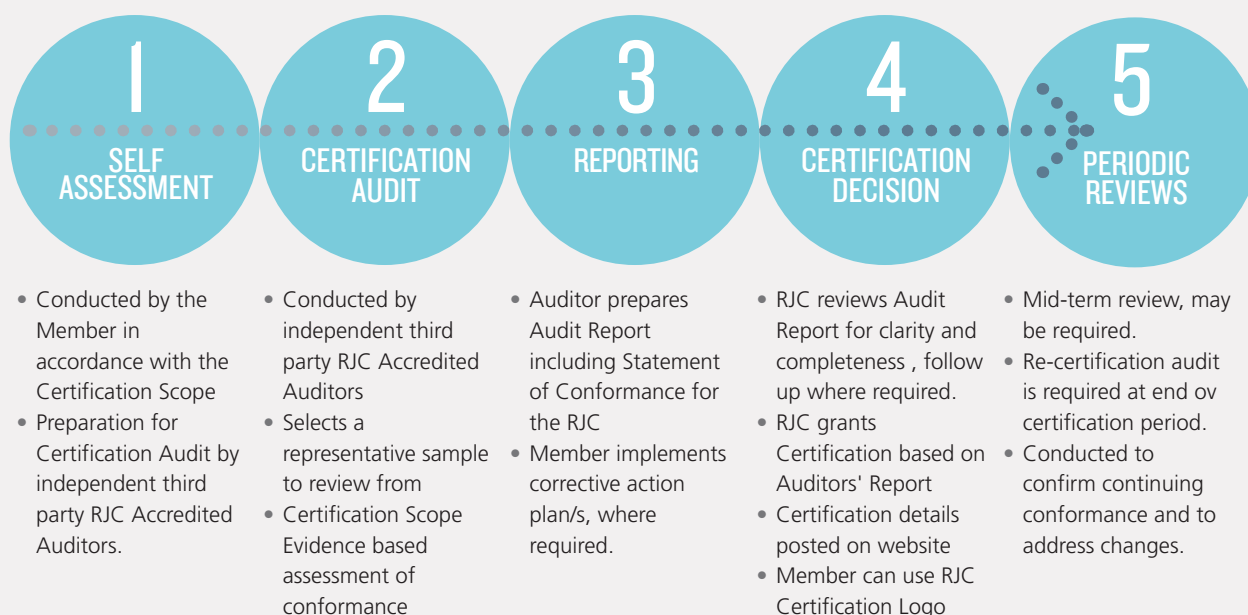 1
SELF
ASSESSMENT
• Conducted by the
Member in
accordance with the
Certification Scope
• Preparation for
Certification Audit by
independent third
party RJC Accredited
Auditors.
2
CERTIFICATION
AUDIT
• Conducted by
independent third
party RJC Accredited
Auditors
• Selects a
representative sample
to review from
• Certification Scope
Evidence based
assessment of
conformance
3
REPORTING
• Auditor prepares
Audit Report
including Statement
of Conformance for
the RJC
• Member implements
corrective action
plan/s, where
required.
4
CERTIFICATION
DECISION
• RJC reviews Audit
Report for clarity and
completeness , follow
up where required.
• RJC grants
Certification based on
Auditors' Report
• Certification details
posted on website
• Member can use RJC
Certification Logo
5
PERIODIC
REVIEWS
• Mid-term review, may
be required.
• Re-certification audit
is required at end ov
certification period.
• Conducted to
confirm continuing
conformance and to
address changes.